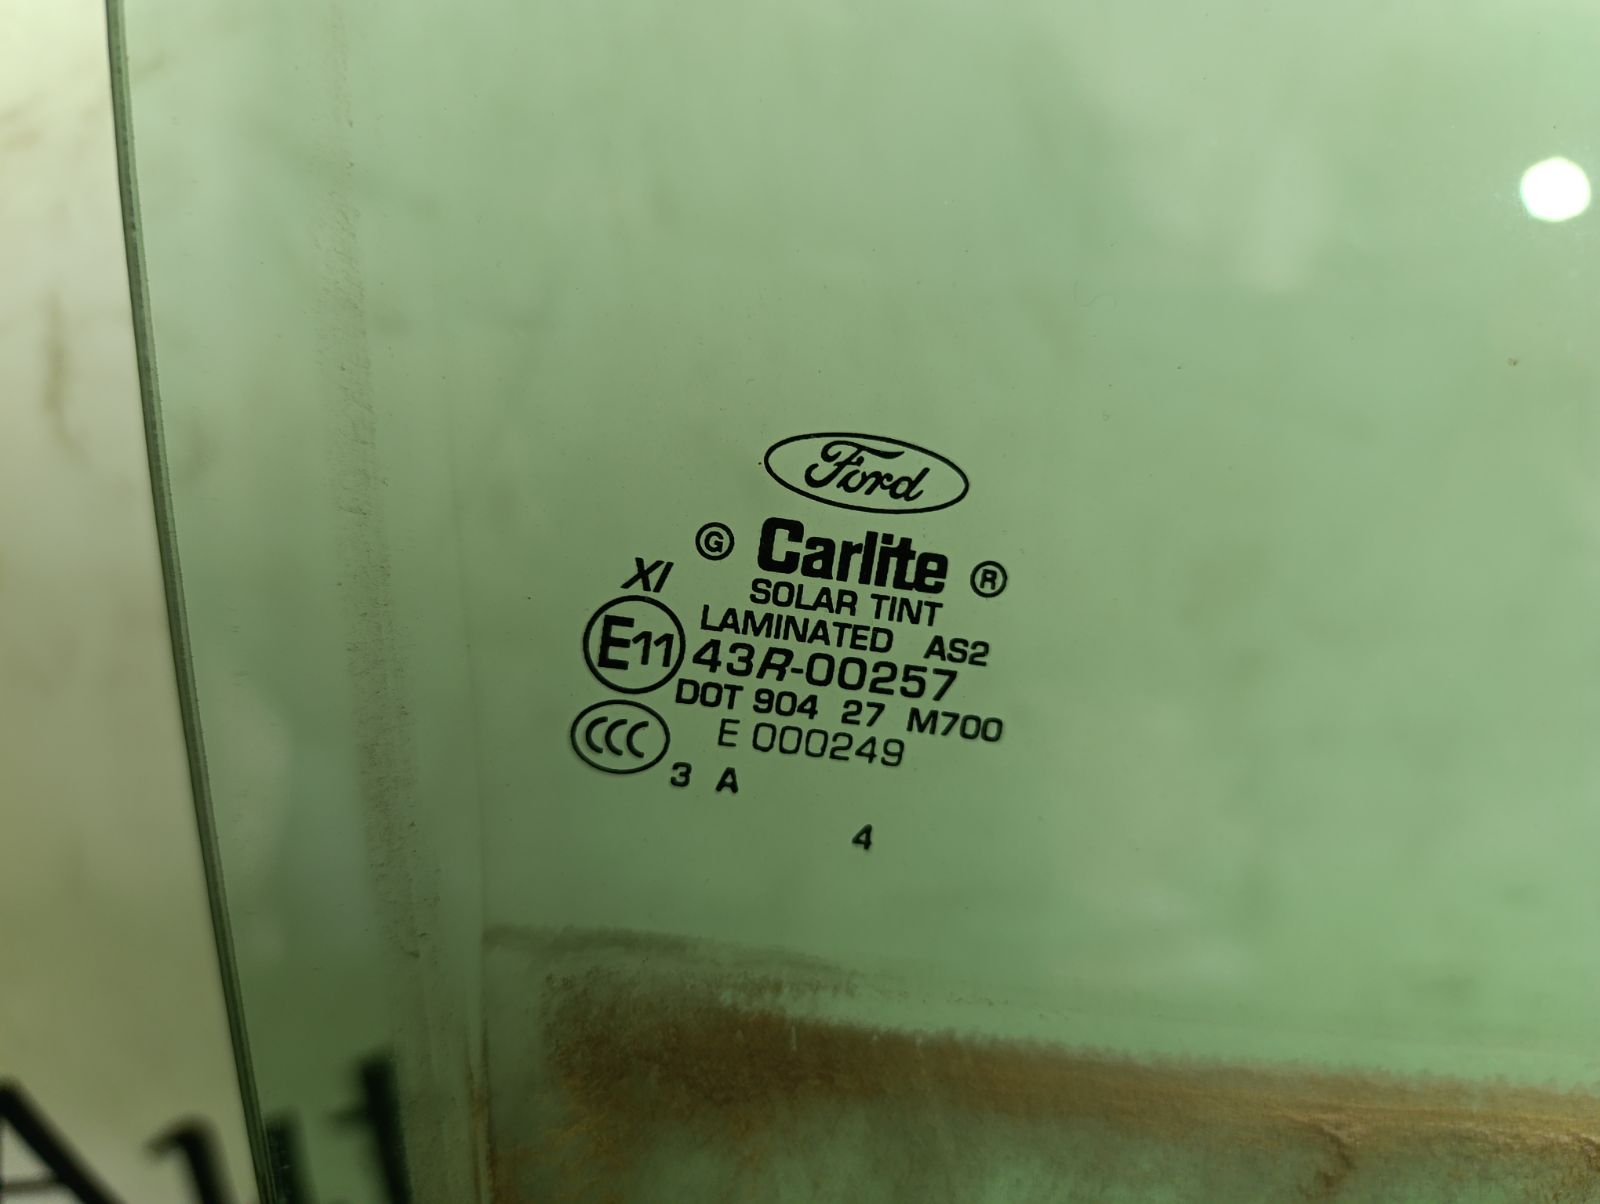 Ford
G Carlite ®
SOLAR TINT
XI
LAMINATED AS2
E11 43R-00257
DOT 904 27 M700
CCC E 000249
3 A
4